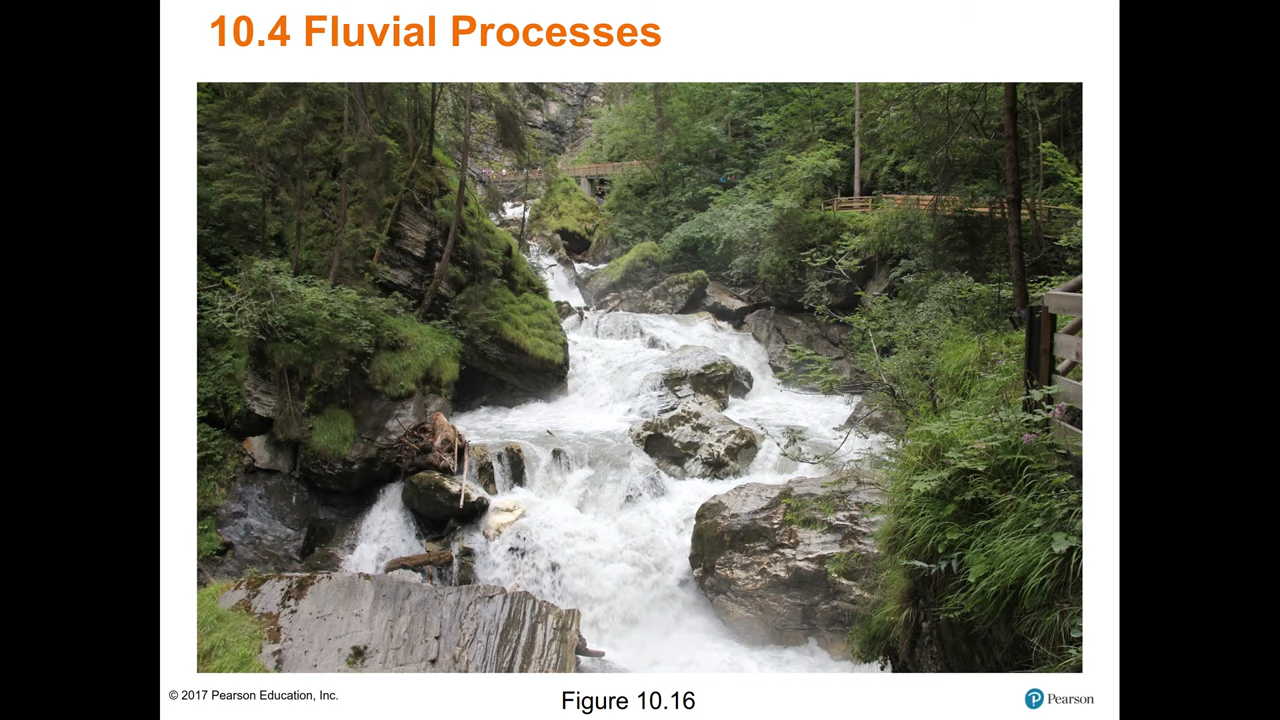 10.4 Fluvial Processes
© 2017 Pearson Education, Inc.
Figure 10.16
Pearson